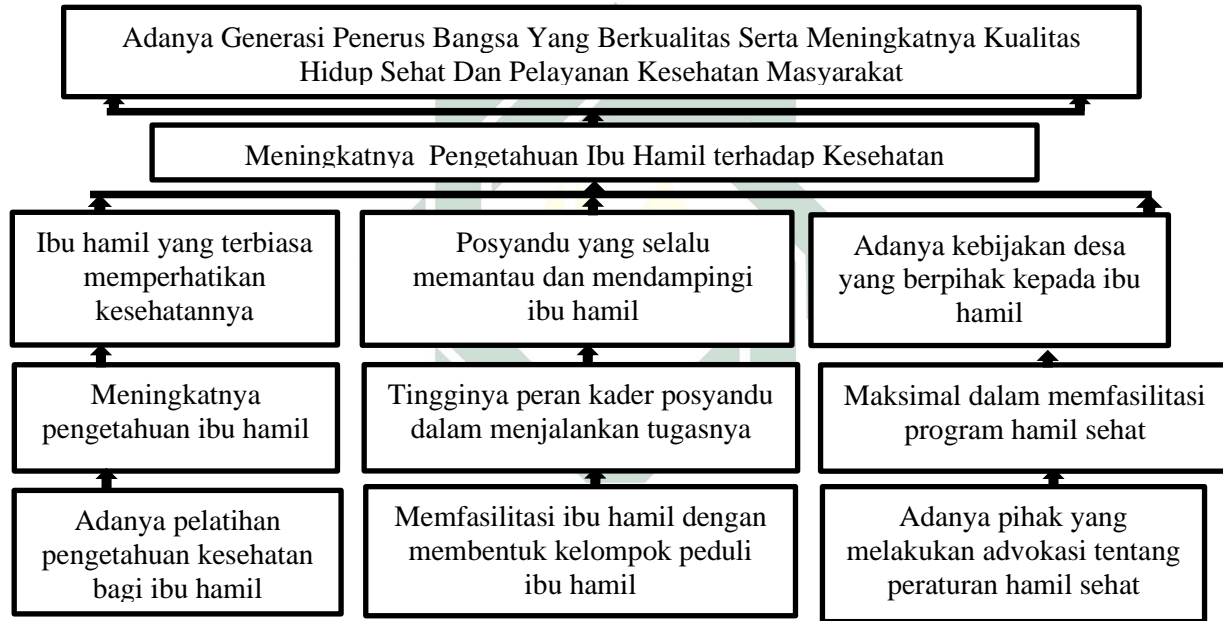 Adanya Generasi Penerus Bangsa Yang Berkualitas Serta Meningkatnya Kualitas
Hidup Sehat Dan Pelayanan Kesehatan Masyarakat
Meningkatnya Pengetahuan Ibu Hamil terhadap Kesehatan
Ibu hamil yang terbiasa
memperhatikan
kesehatannya
Posyandu yang selalu
memantau dan mendampingi
ibu hamil
Adanya kebijakan desa
yang berpihak kepada ibu
hamil
Meningkatnya
pengetahuan ibu hamil
Tingginya peran kader posyandu
dalam menjalankan tugasnya
Maksimal dalam memfasilitasi
program hamil sehat
Adanya pelatihan
pengetahuan kesehatan
bagi ibu hamil
Memfasilitasi ibu hamil dengan
membentuk kelompok peduli
ibu hamil
Adanya pihak yang
melakukan advokasi tentang
peraturan hamil sehat